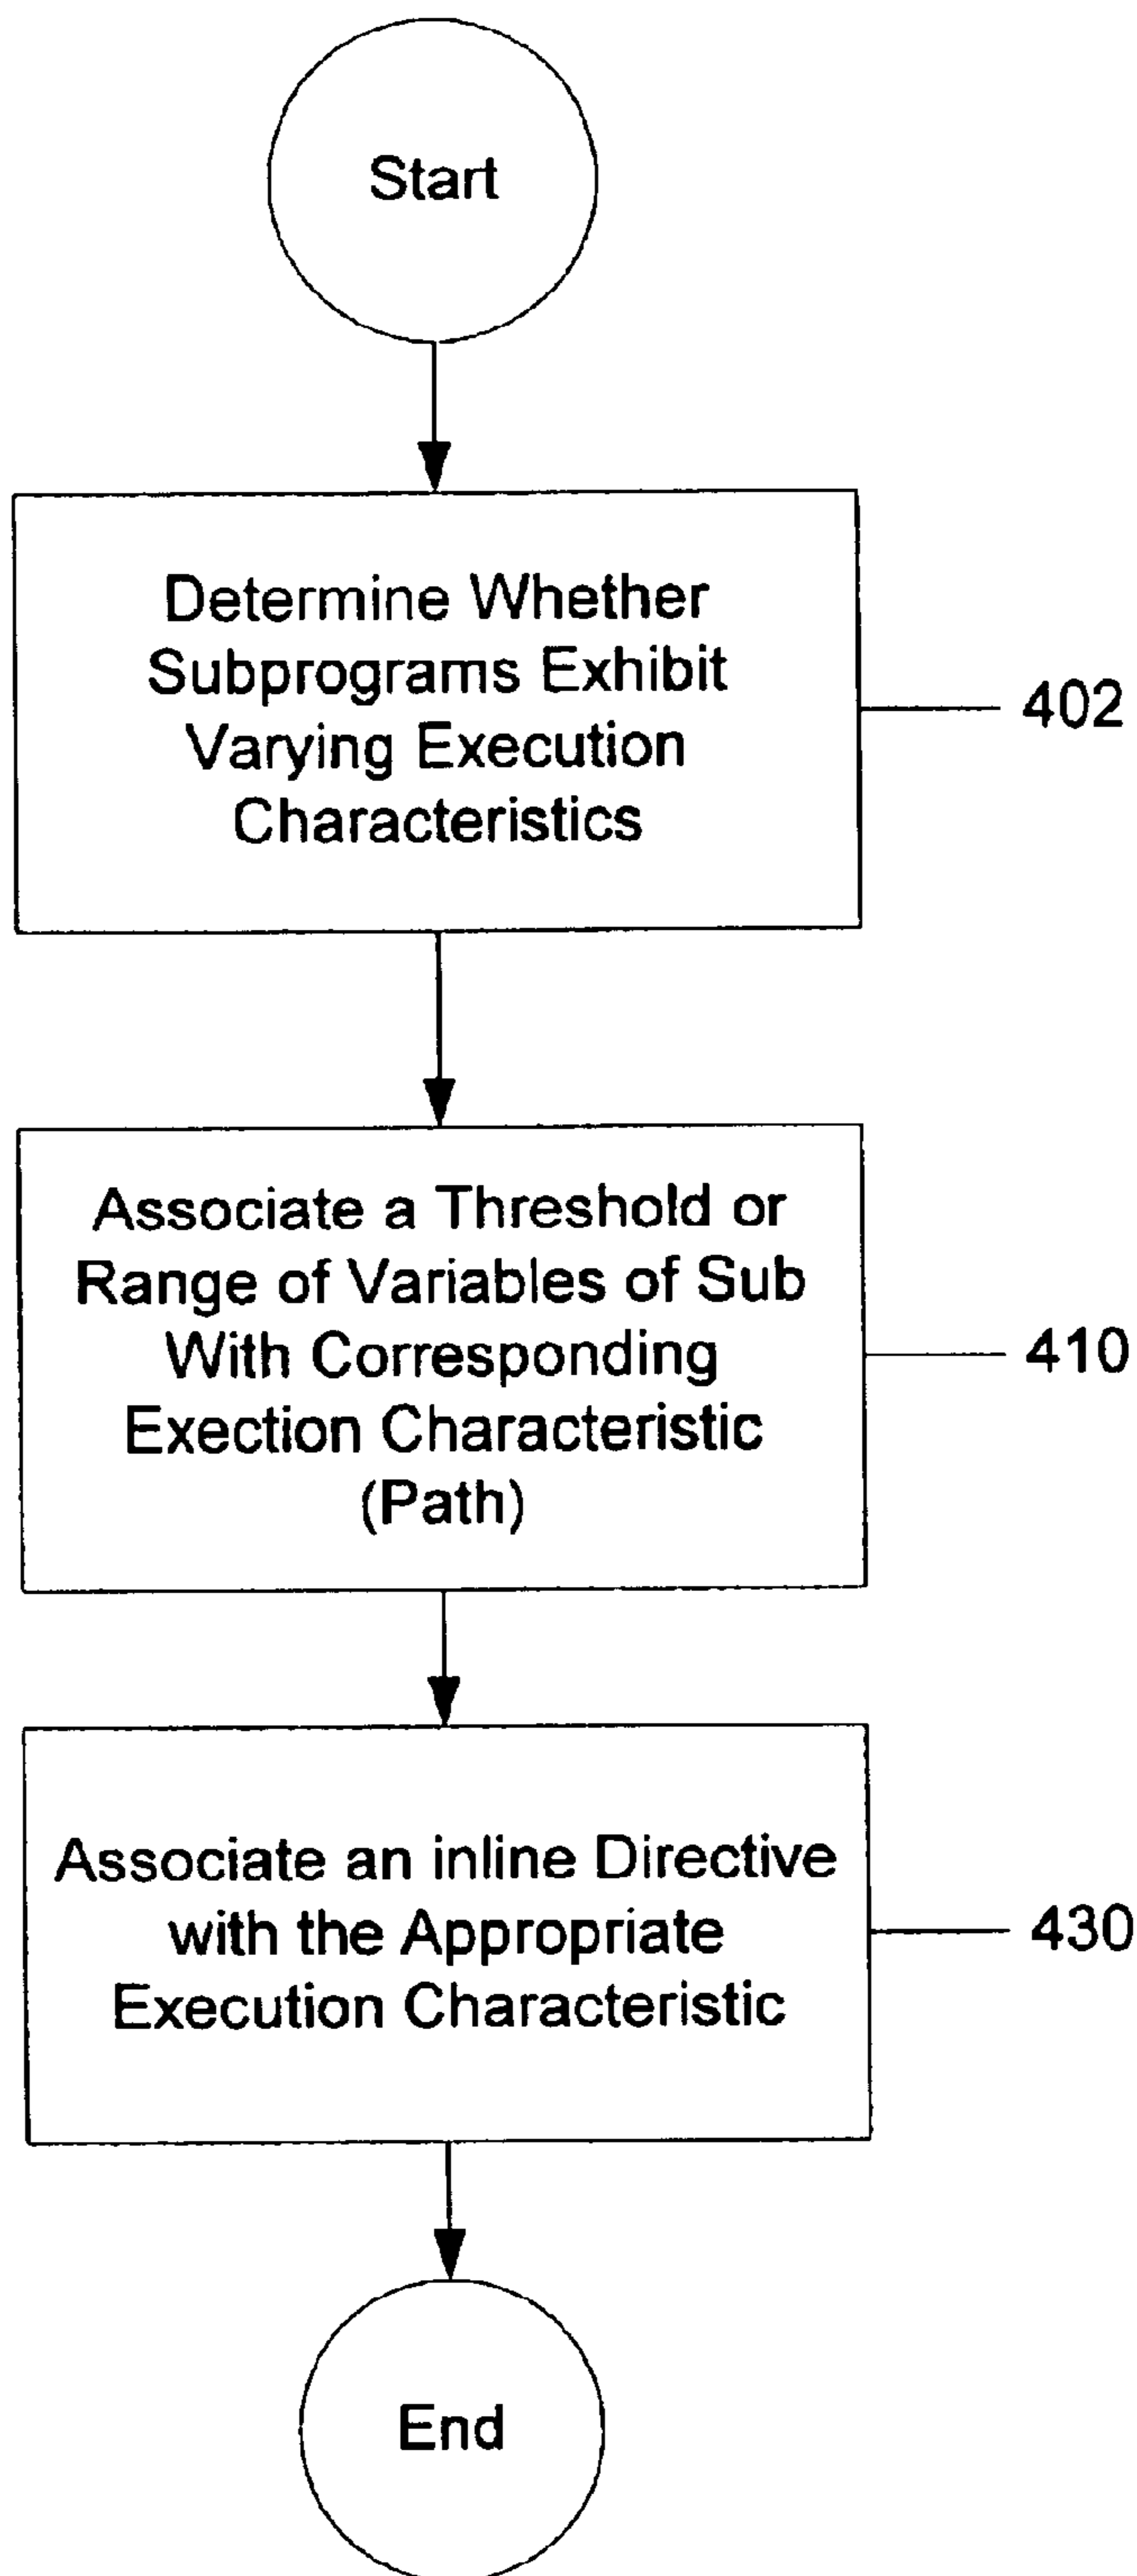 Start
Determine Whether
Subprograms Exhibit
Varying Execution
Characteristics
402
Associate a Threshold or
Range of Variables of Sub
With Corresponding
Exection Characteristic
(Path)
410
Associate an inline Directive
with the Appropriate
Execution Characteristic
430
End